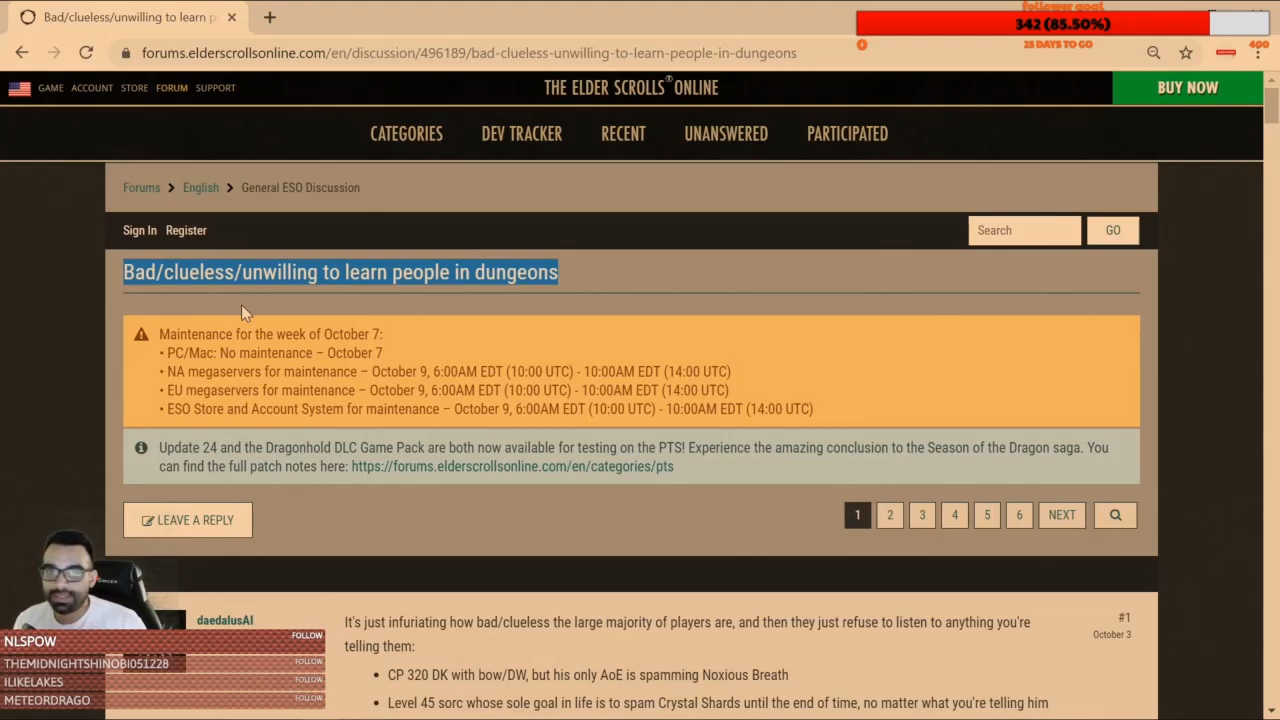 Bad/clueless/unwilling to learn p
follower goal
342 (85.50%)
0
400
25 DAYS TO GO
forums.elderscrollsonline.com/en/discussion/496189/bad-clueless-unwilling-to-learn-people-in-dungeons
GAME ACCOUNT STORE FORUM SUPPORT
THE ELDER SCROLLS® ONLINE
BUY NOW
CATEGORIES DEV TRACKER RECENT UNANSWERED PARTICIPATED
Forums > English > General ESO Discussion
Sign In Register
Search GO
Bad/clueless/unwilling to learn people in dungeons
Maintenance for the week of October 7:
• PC/Mac: No maintenance – October 7
• NA megaservers for maintenance – October 9, 6:00AM EDT (10:00 UTC) - 10:00AM EDT (14:00 UTC)
• EU megaservers for maintenance – October 9, 6:00AM EDT (10:00 UTC) - 10:00AM EDT (14:00 UTC)
• ESO Store and Account System for maintenance – October 9, 6:00AM EDT (10:00 UTC) - 10:00AM EDT (14:00 UTC)
Update 24 and the Dragonhold DLC Game Pack are both now available for testing on the PTS! Experience the amazing conclusion to the Season of the Dragon saga. You
can find the full patch notes here: https://forums.elderscrollsonline.com/en/categories/pts
LEAVE A REPLY
1 2 3 4 5 6 NEXT
daedalusAI
#1
October 3
It's just infuriating how bad/clueless the large majority of players are, and then they just refuse to listen to anything you're
telling them:
• CP 320 DK with bow/DW, but his only AoE is spamming Noxious Breath
• Level 45 sorc whose sole goal in life is to spam Crystal Shards until the end of time, no matter what you're telling him
NLSPOW FOLLOW
THEMIDNIGHTSHINOBI051228 FOLLOW
ILIKELAKES FOLLOW
METEORDRAGO FOLLOW